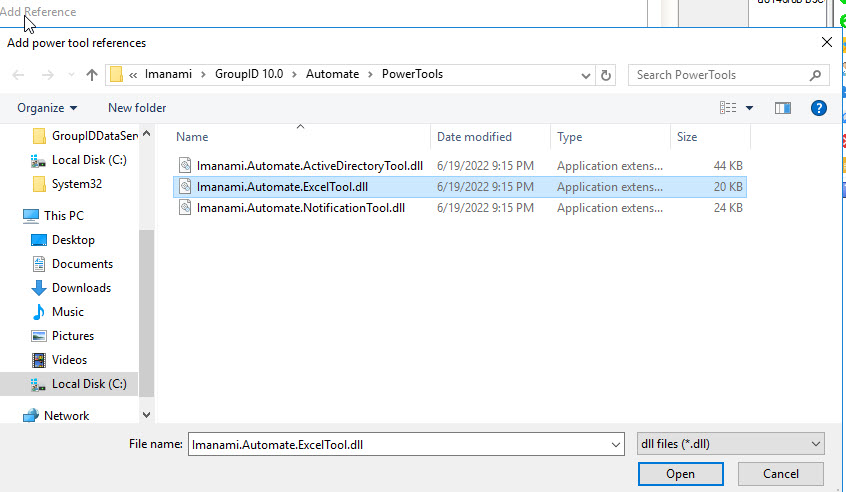 Add Reference
Add power tool references
« Imanami > GroupID 10.0 > Automate > PowerTools
Search PowerTools
Organize
New folder
Name Date modified Type Size
GroupIDDataSer
Local Disk (C:)
System32
This PC
Desktop
Documents
Downloads
Music
Pictures
Videos
Local Disk (C:)
Network
Imanami.Automate.ActiveDirectoryTool.dll 6/19/2022 9:15 PM Application extens... 44 KB
Imanami.Automate.ExcelTool.dll 6/19/2022 9:15 PM Application extens... 20 KB
Imanami.Automate.NotificationTool.dll 6/19/2022 9:15 PM Application extens... 24 KB
File name: Imanami.Automate.ExcelTool.dll
dll files (*.dll)
Open Cancel